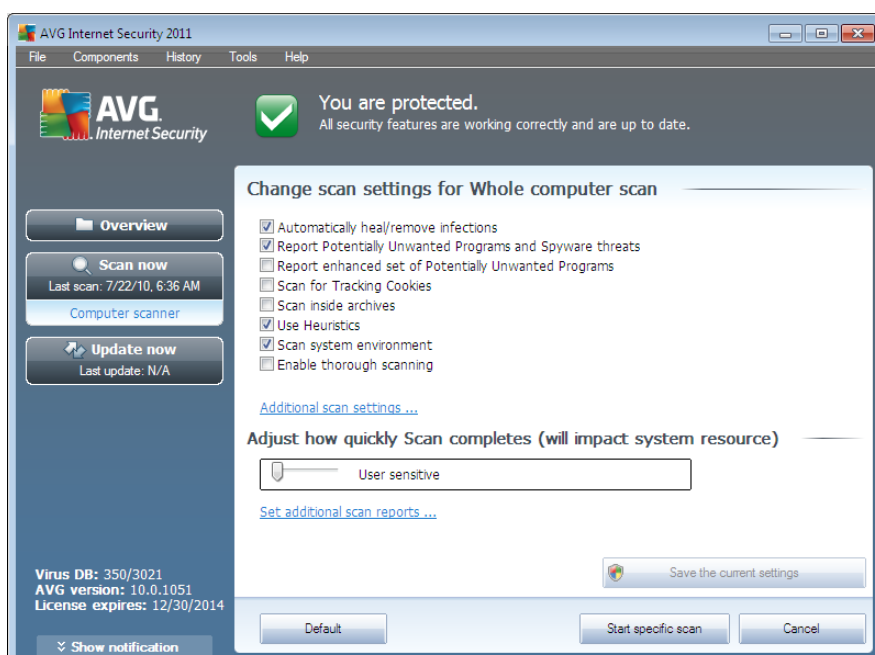 AVG Internet Security 2011
File Components History Tools Help
AVG.
Internet Security
You are protected.
All security features are working correctly and are up to date.
Overview
Scan now
Last scan: 7/22/10, 6:36 AM
Computer scanner
Update now
Last update: N/A
Virus DB: 350/3021
AVG version: 10.0.1051
License expires: 12/30/2014
Show notification
Change scan settings for Whole computer scan
Automatically heal/remove infections
Report Potentially Unwanted Programs and Spyware threats
Report enhanced set of Potentially Unwanted Programs
Scan for Tracking Cookies
Scan inside archives
Use Heuristics
Scan system environment
Enable thorough scanning
Additional scan settings ...
Adjust how quickly Scan completes (will impact system resource)
User sensitive
Set additional scan reports ...
Save the current settings
Default Start specific scan Cancel